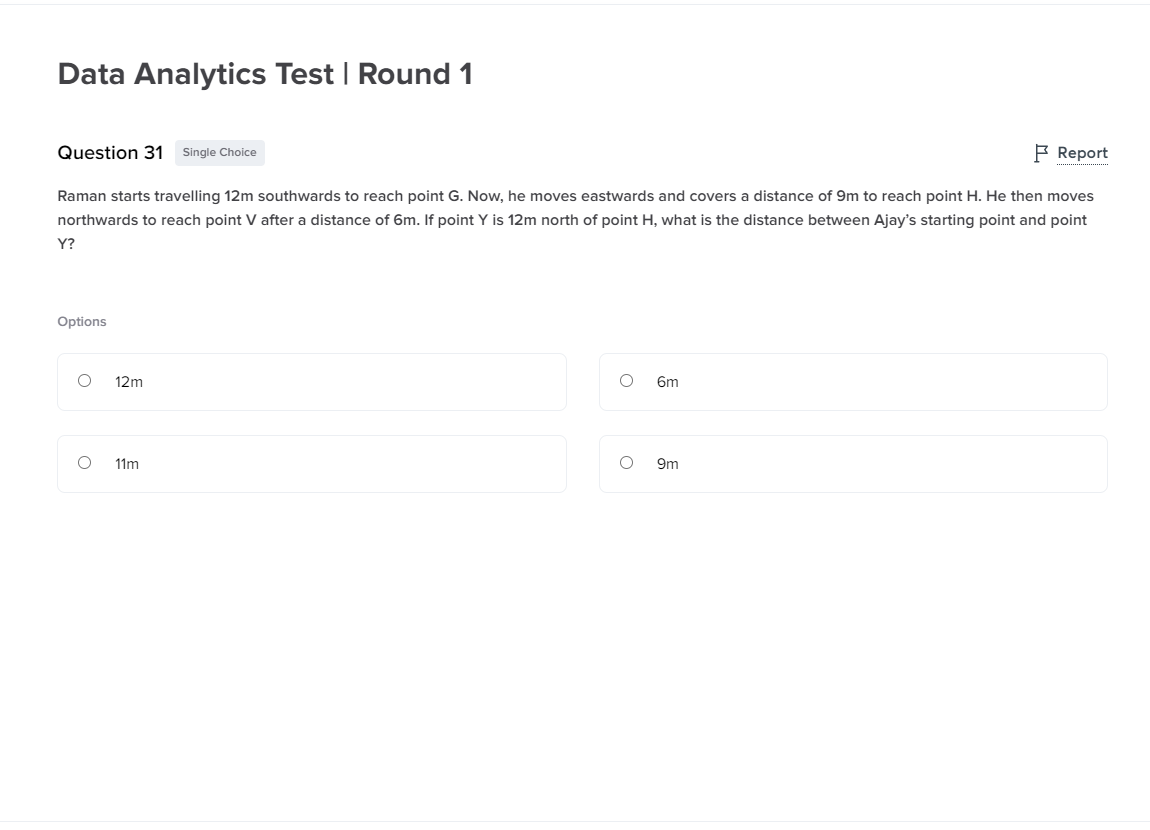 Data Analytics Test | Round 1
Question 31 Single Choice Report
Raman starts travelling 12m southwards to reach point G. Now, he moves eastwards and covers a distance of 9m to reach point H. He then moves
northwards to reach point V after a distance of 6m. If point Y is 12m north of point H, what is the distance between Ajay's starting point and point
Y?
Options
12m 6m
11m 9m